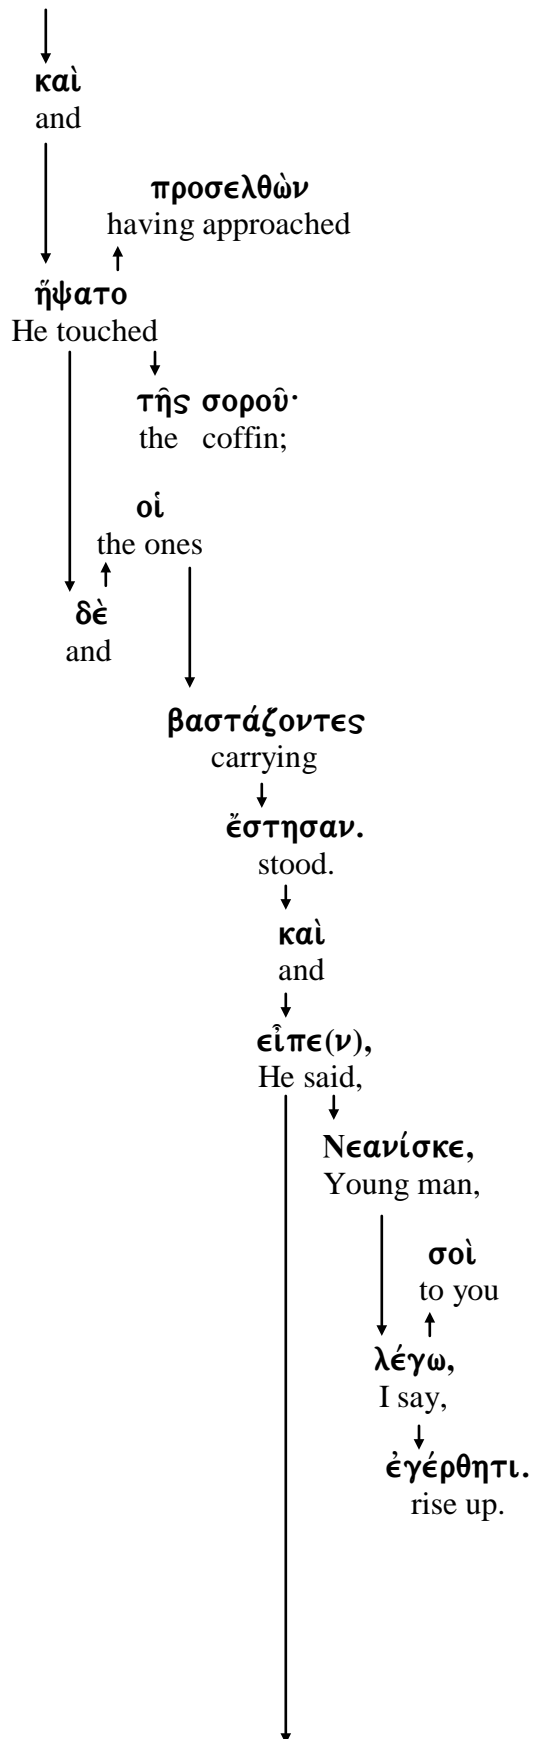 καὶ
and
προσελθὼν
having approached
ἥψατο
He touched
τῆς σοροῦ·
the coffin;
οἱ
the ones
δὲ
and
βαστάζοντες
carrying
ἔστησαν.
stood.
καὶ
and
εἶπε(ν),
He said,
Νεανίσκε,
Young man,
σοὶ
to you
λέγω,
I say,
ἐγέρθητι.
rise up.